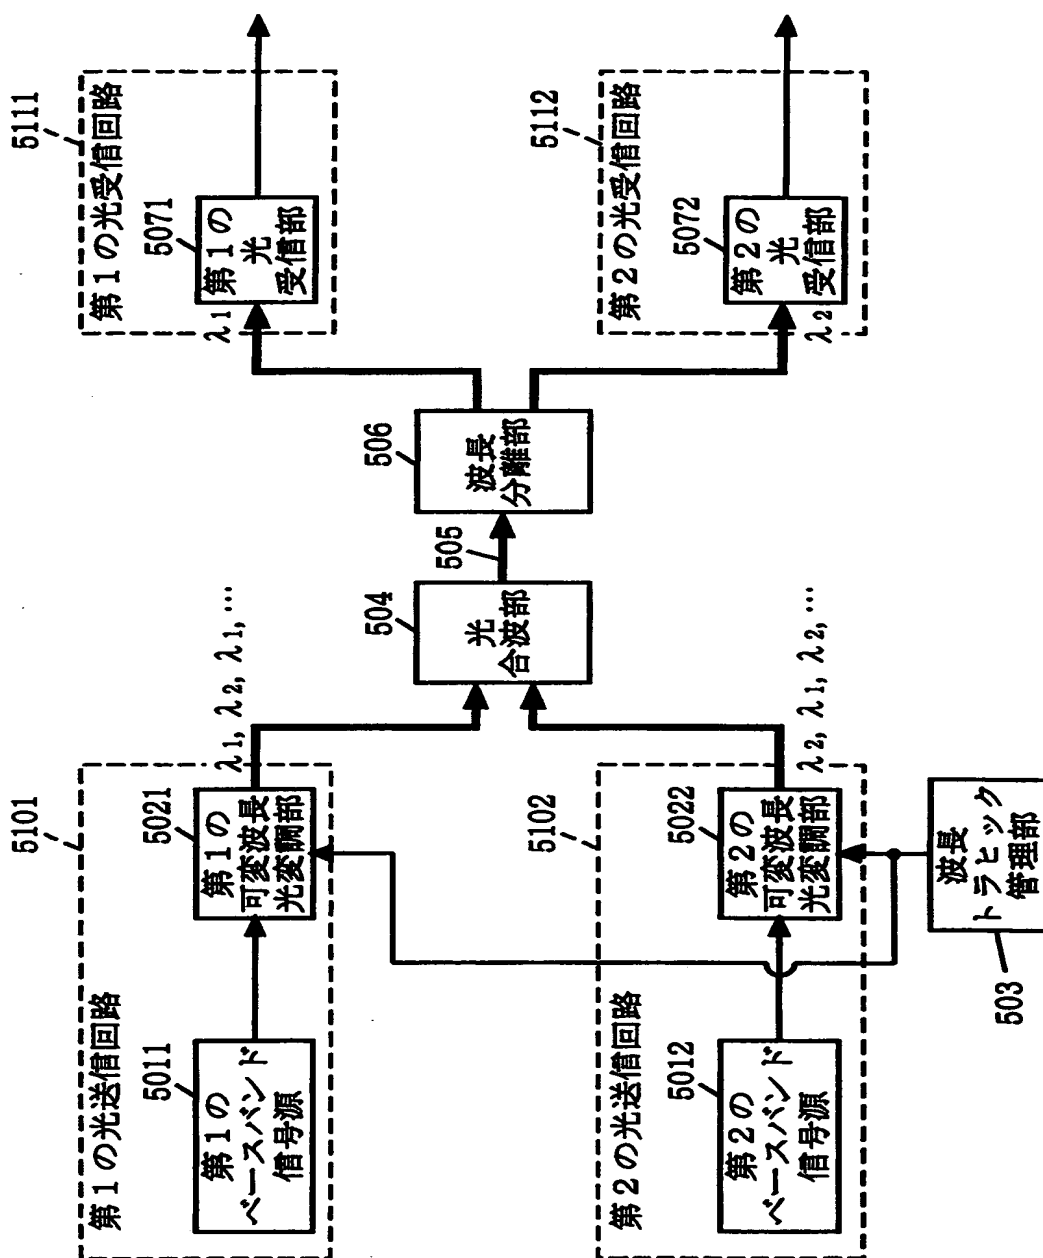 第1の光送信回路
5101
5011
第1の
ベースバンド
信号源
5021
第1の
可変波長
光変調部
λ1, λ2, λ1, …
第2の光送信回路
5102
5012
第2の
ベースバンド
信号源
5022
第2の
可変波長
光変調部
λ2, λ1, λ2, …
503
波長
トラヒック
管理部
504
光
合波部
505
506
波長
分離部
第1の光受信回路
5111
λ1
5071
第1の
光
受信部
第2の光受信回路
5112
λ2
5072
第2の
光
受信部